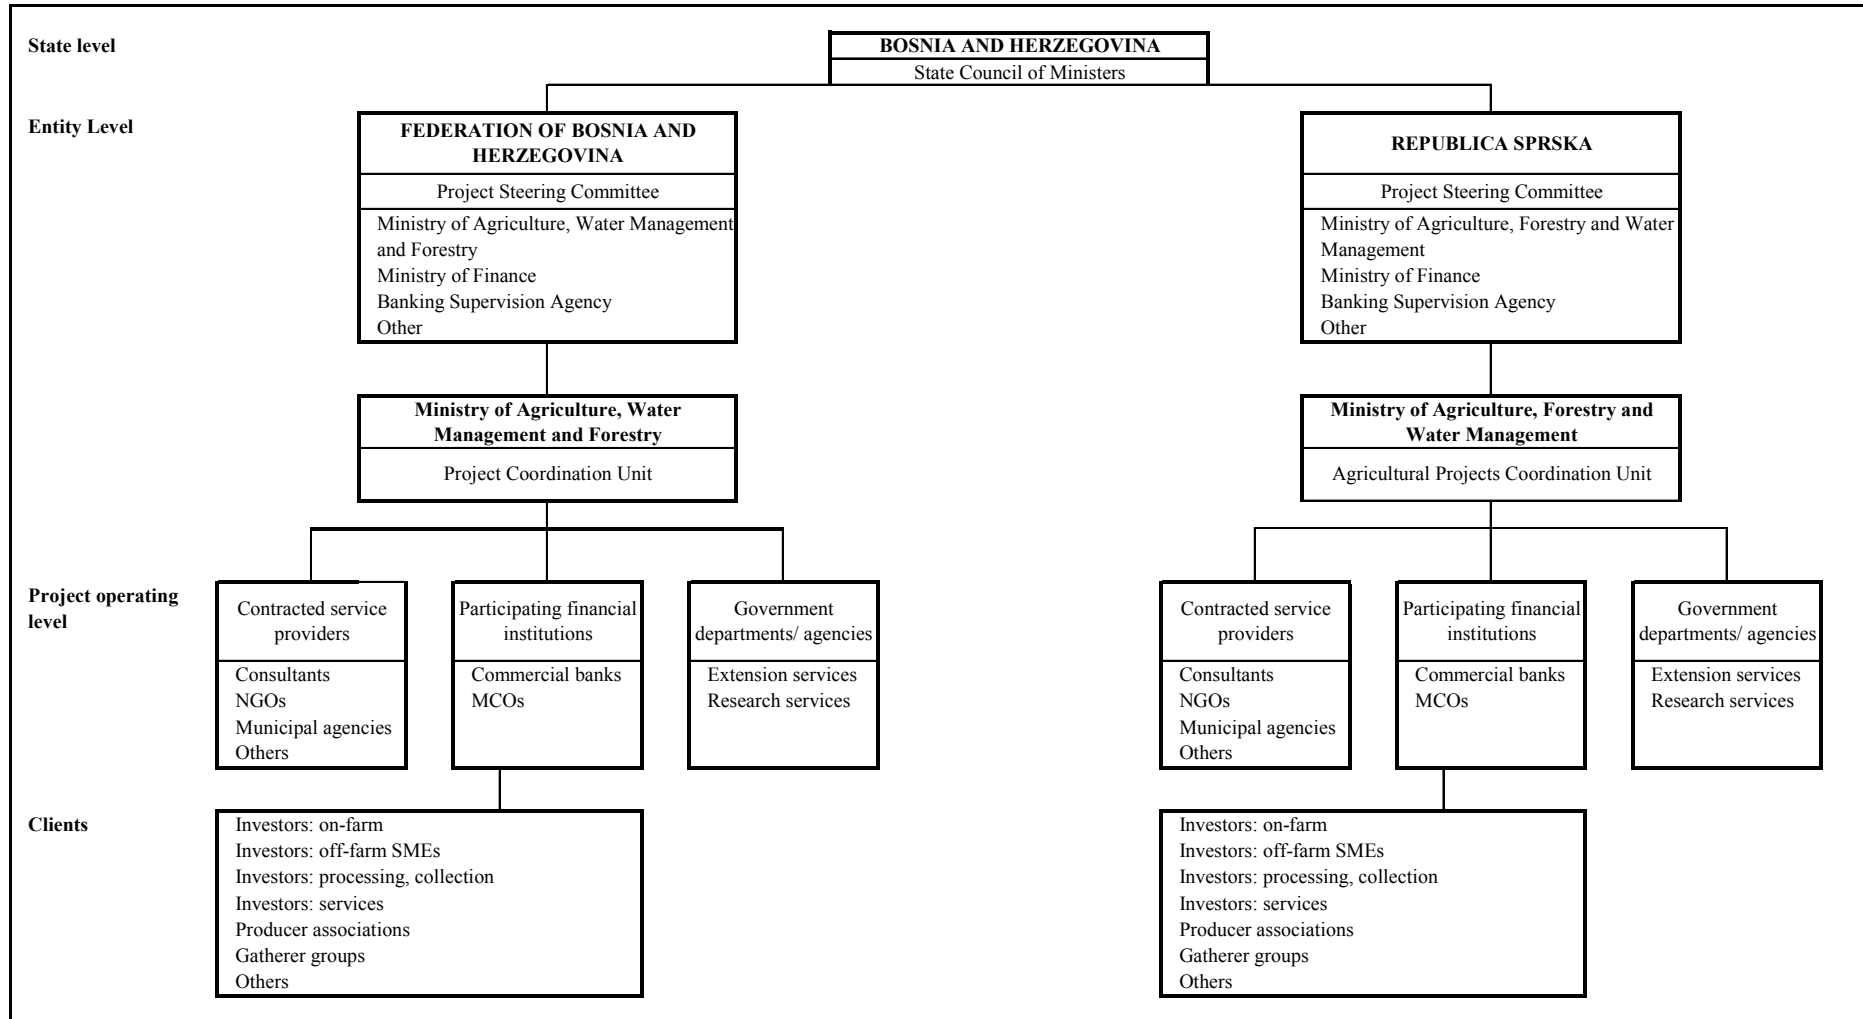 State level
BOSNIA AND HERZEGOVINA
State Council of Ministers
Entity Level
FEDERATION OF BOSNIA AND
HERZEGOVINA
Project Steering Committee
Ministry of Agriculture, Water Management
and Forestry
Ministry of Finance
Banking Supervision Agency
Other
REPUBLICA SPRSKA
Project Steering Committee
Ministry of Agriculture, Forestry and Water
Management
Ministry of Finance
Banking Supervision Agency
Other
Ministry of Agriculture, Water
Management and Forestry
Project Coordination Unit
Ministry of Agriculture, Forestry and
Water Management
Agricultural Projects Coordination Unit
Project operating
level
Contracted service
providers
Consultants
NGOs
Municipal agencies
Others
Participating financial
institutions
Commercial banks
MCOs
Government
departments/ agencies
Extension services
Research services
Contracted service
providers
Consultants
NGOs
Municipal agencies
Others
Participating financial
institutions
Commercial banks
MCOs
Government
departments/ agencies
Extension services
Research services
Clients
Investors: on-farm
Investors: off-farm SMEs
Investors: processing, collection
Investors: services
Producer associations
Gatherer groups
Others
Investors: on-farm
Investors: off-farm SMEs
Investors: processing, collection
Investors: services
Producer associations
Gatherer groups
Others